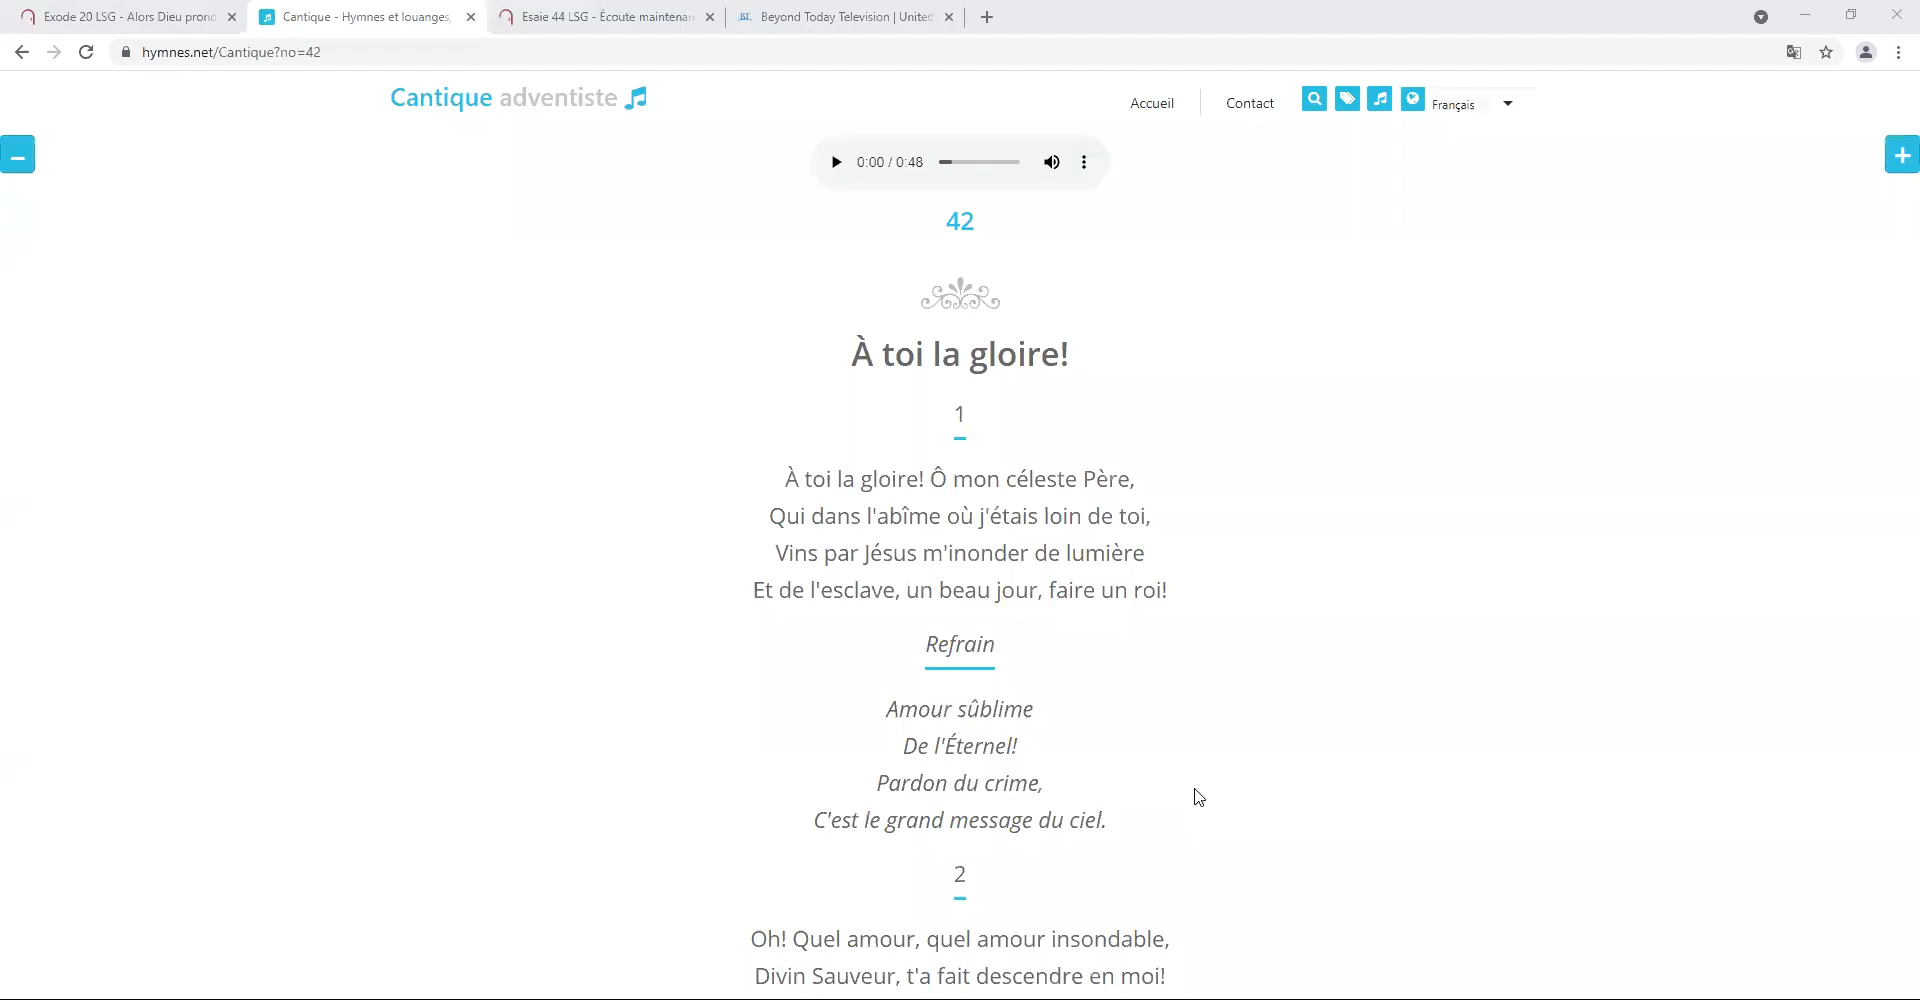 Exode 20 LSG - Alors Dieu pronc
Cantique - Hymnes et louanges,
Esaïe 44 LSG - Écoute maintenan
BT Beyond Today Television | United
hymnes.net/Cantique?no=42
Cantique adventiste
Accueil
Contact
Français
0:00 / 0:48
42
À toi la gloire!
1
À toi la gloire! Ô mon céleste Père,
Qui dans l'abîme où j'étais loin de toi,
Vins par Jésus m'inonder de lumière
Et de l'esclave, un beau jour, faire un roi!
Refrain
Amour sûblime
De l'Éternel!
Pardon du crime,
C'est le grand message du ciel.
2
Oh! Quel amour, quel amour insondable,
Divin Sauveur, t'a fait descendre en moi!